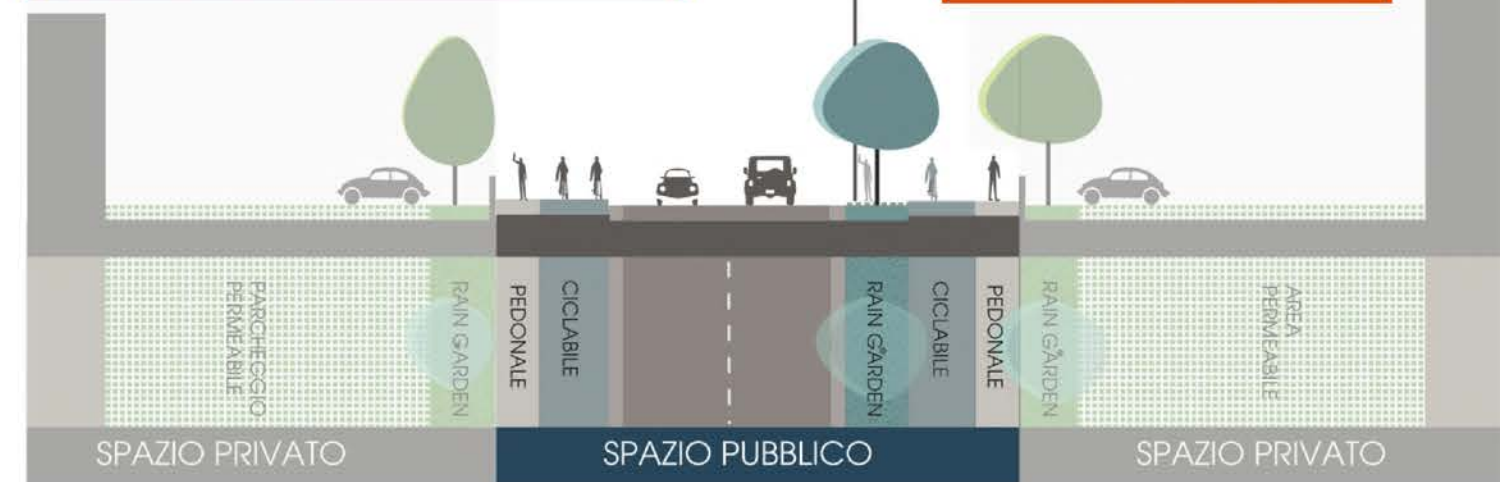 PARCHEGGIO
PERMEABILE
RAIN GARDEN
PEDONALE
CICLABILE
RAIN GARDEN
CICLABILE
PEDONALE
RAIN GARDEN
AREA
PERMEABILE
SPAZIO PRIVATO
SPAZIO PUBBLICO
SPAZIO PRIVATO